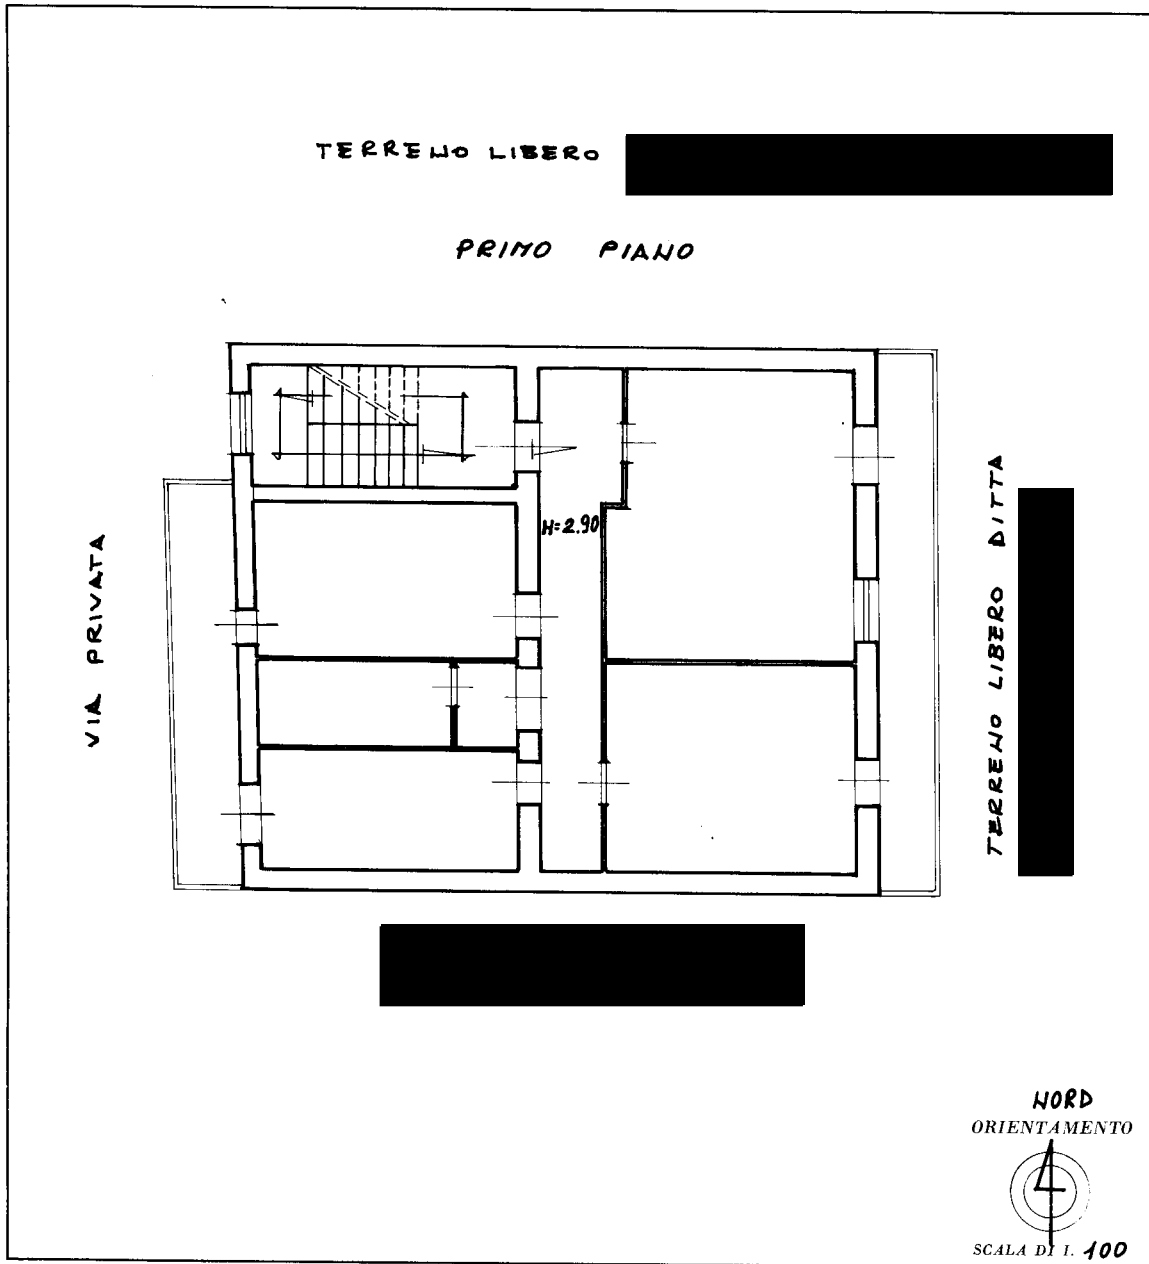 TERRENO LIBERO
PRIMO PIANO
H=2.90
VIA PRIVATA
TERRENO LIBERO DITTA
NORD
ORIENTAMENTO
SCALA DI 1. 100